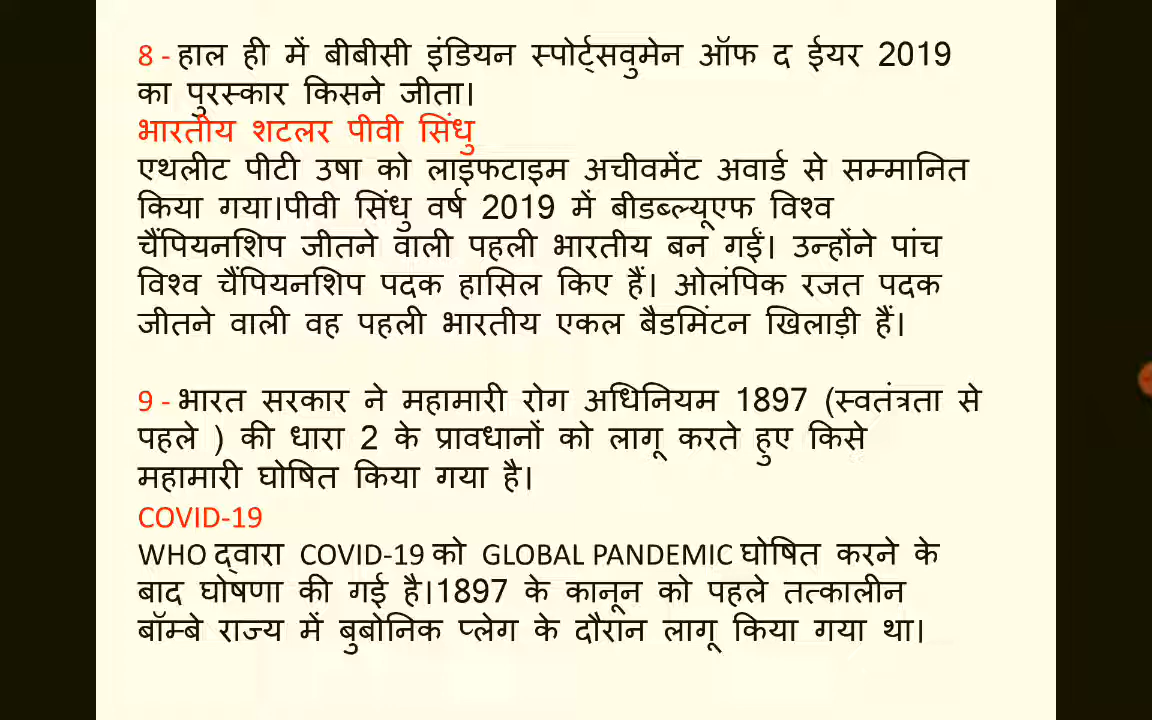 8 - हाल ही में बीबीसी इंडियन स्पोर्ट्सवुमेन ऑफ द ईयर 2019
का पुरस्कार किसने जीता।
भारतीय शटलर पीवी सिंधु
एथलीट पीटी उषा को लाइफटाइम अचीवमेंट अवार्ड से सम्मानित
किया गया।पीवी सिंधु वर्ष 2019 में बीडब्ल्यूएफ विश्व
चैंपियनशिप जीतने वाली पहली भारतीय बन गईं। उन्होंने पांच
विश्व चैंपियनशिप पदक हासिल किए हैं। ओलंपिक रजत पदक
जीतने वाली वह पहली भारतीय एकल बैडमिंटन खिलाड़ी हैं।
9 - भारत सरकार ने महामारी रोग अधिनियम 1897 (स्वतंत्रता से
पहले ) की धारा 2 के प्रावधानों को लागू करते हुए किसे
महामारी घोषित किया गया है।
COVID-19
WHO द्वारा COVID-19 को GLOBAL PANDEMIC घोषित करने के
बाद घोषणा की गई है।1897 के कानून को पहले तत्कालीन
बॉम्बे राज्य में बुबोनिक प्लेग के दौरान लागू किया गया था।